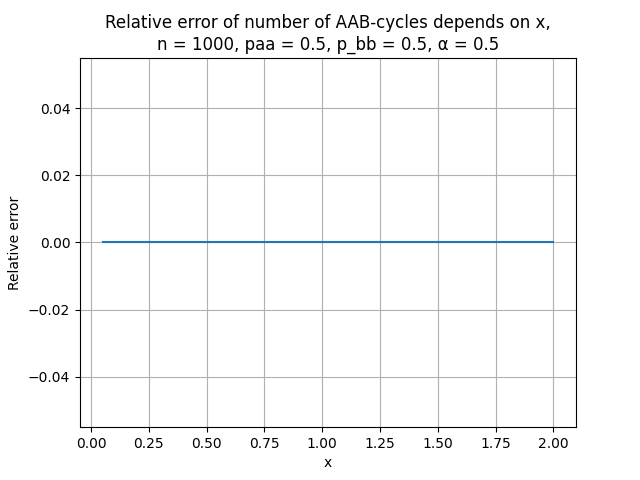 Relative error of number of AAB-cycles depends on x,
n = 1000, paa = 0.5, p_bb = 0.5, α = 0.5
Relative error
0.04
0.02
0.00
−0.02
−0.04
0.00 0.25 0.50 0.75 1.00 1.25 1.50 1.75 2.00
x